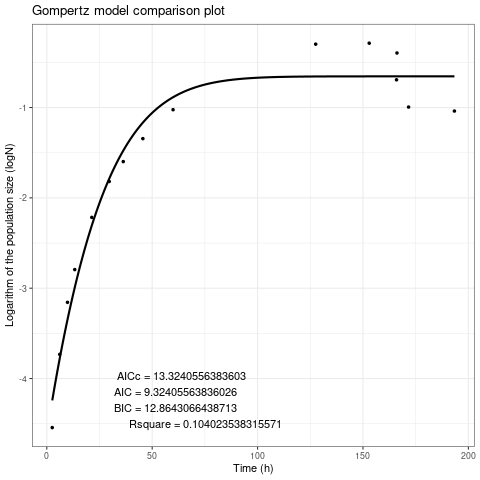 Gompertz model comparison plot
Logarithm of the population size (logN)
-1
-2
-3
-4
AICc = 13.3240556383603
AIC = 9.32405563836026
BIC = 12.8643066438713
Rsquare = 0.104023538315571
0 50 100 150 200
Time (h)